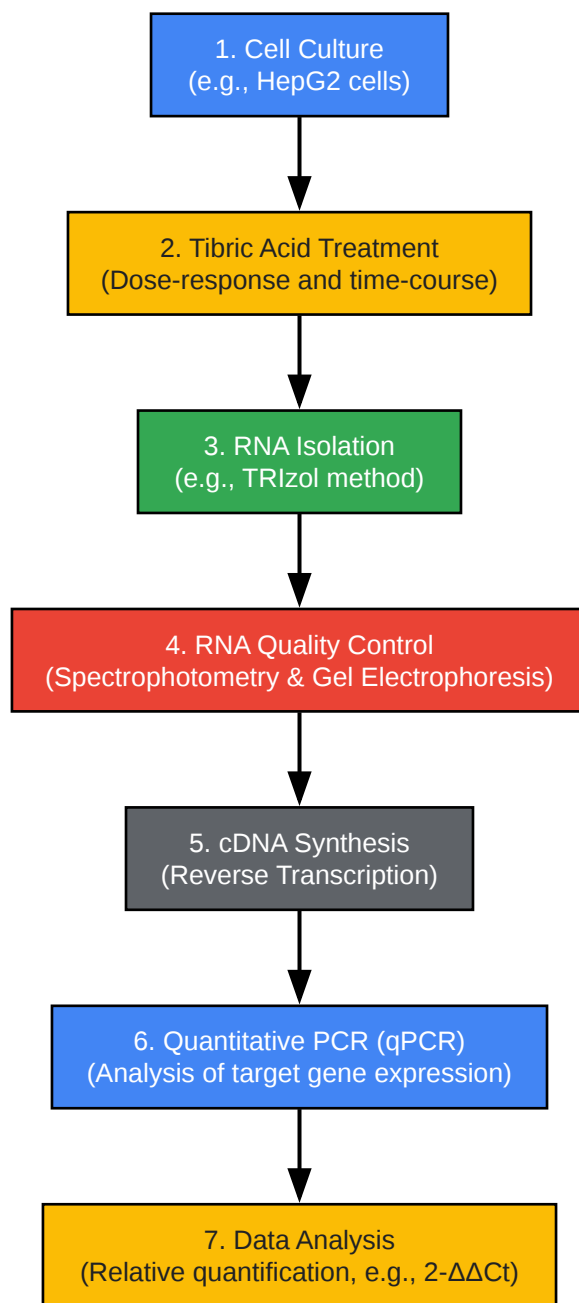 1. Cell Culture
(e.g., HepG2 cells)
2. Tibric Acid Treatment
(Dose-response and time-course)
3. RNA Isolation
(e.g., TRIzol method)
4. RNA Quality Control
(Spectrophotometry & Gel Electrophoresis)
5. cDNA Synthesis
(Reverse Transcription)
6. Quantitative PCR (qPCR)
(Analysis of target gene expression)
7. Data Analysis
(Relative quantification, e.g., 2-ΔΔCt)